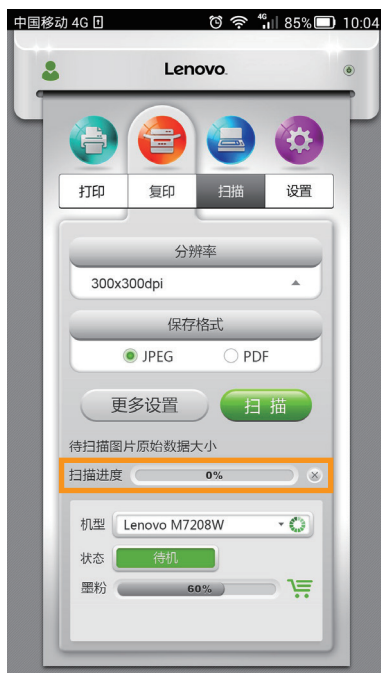 中国移动 4G 85% 10:04
4G
Lenovo.
打印 复印 扫描 设置
分辨率
300x300dpi
保存格式
JPEG PDF
更多设置 扫 描
待扫描图片原始数据大小
扫描进度 0%
机型 Lenovo M7208W
状态 待机
墨粉 60%